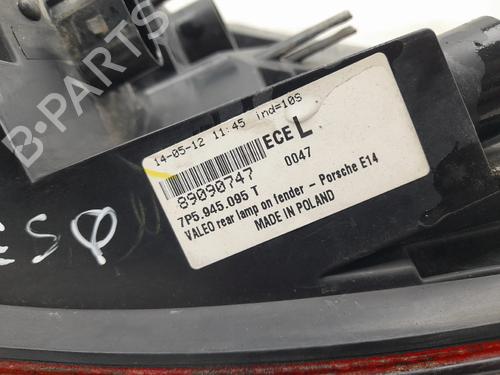 B-PARTS
14-05-12 11:45 ind=10S
ECE L
89090747
0047
7P5.945.095 T
VALEO rear lamp on fender - Porsche E14
MADE IN POLAND
ESQ